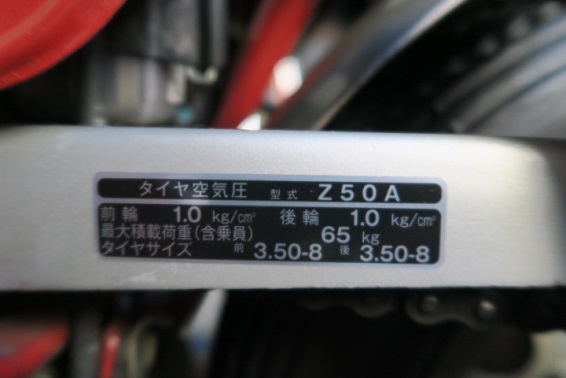 タイヤ空気圧 型式 Z50A
前輪 1.0 kg/cm² 後輪 1.0 kg/cm²
最大積載荷重(含乗員) 65 kg
タイヤサイズ 前 3.50-8 後 3.50-8